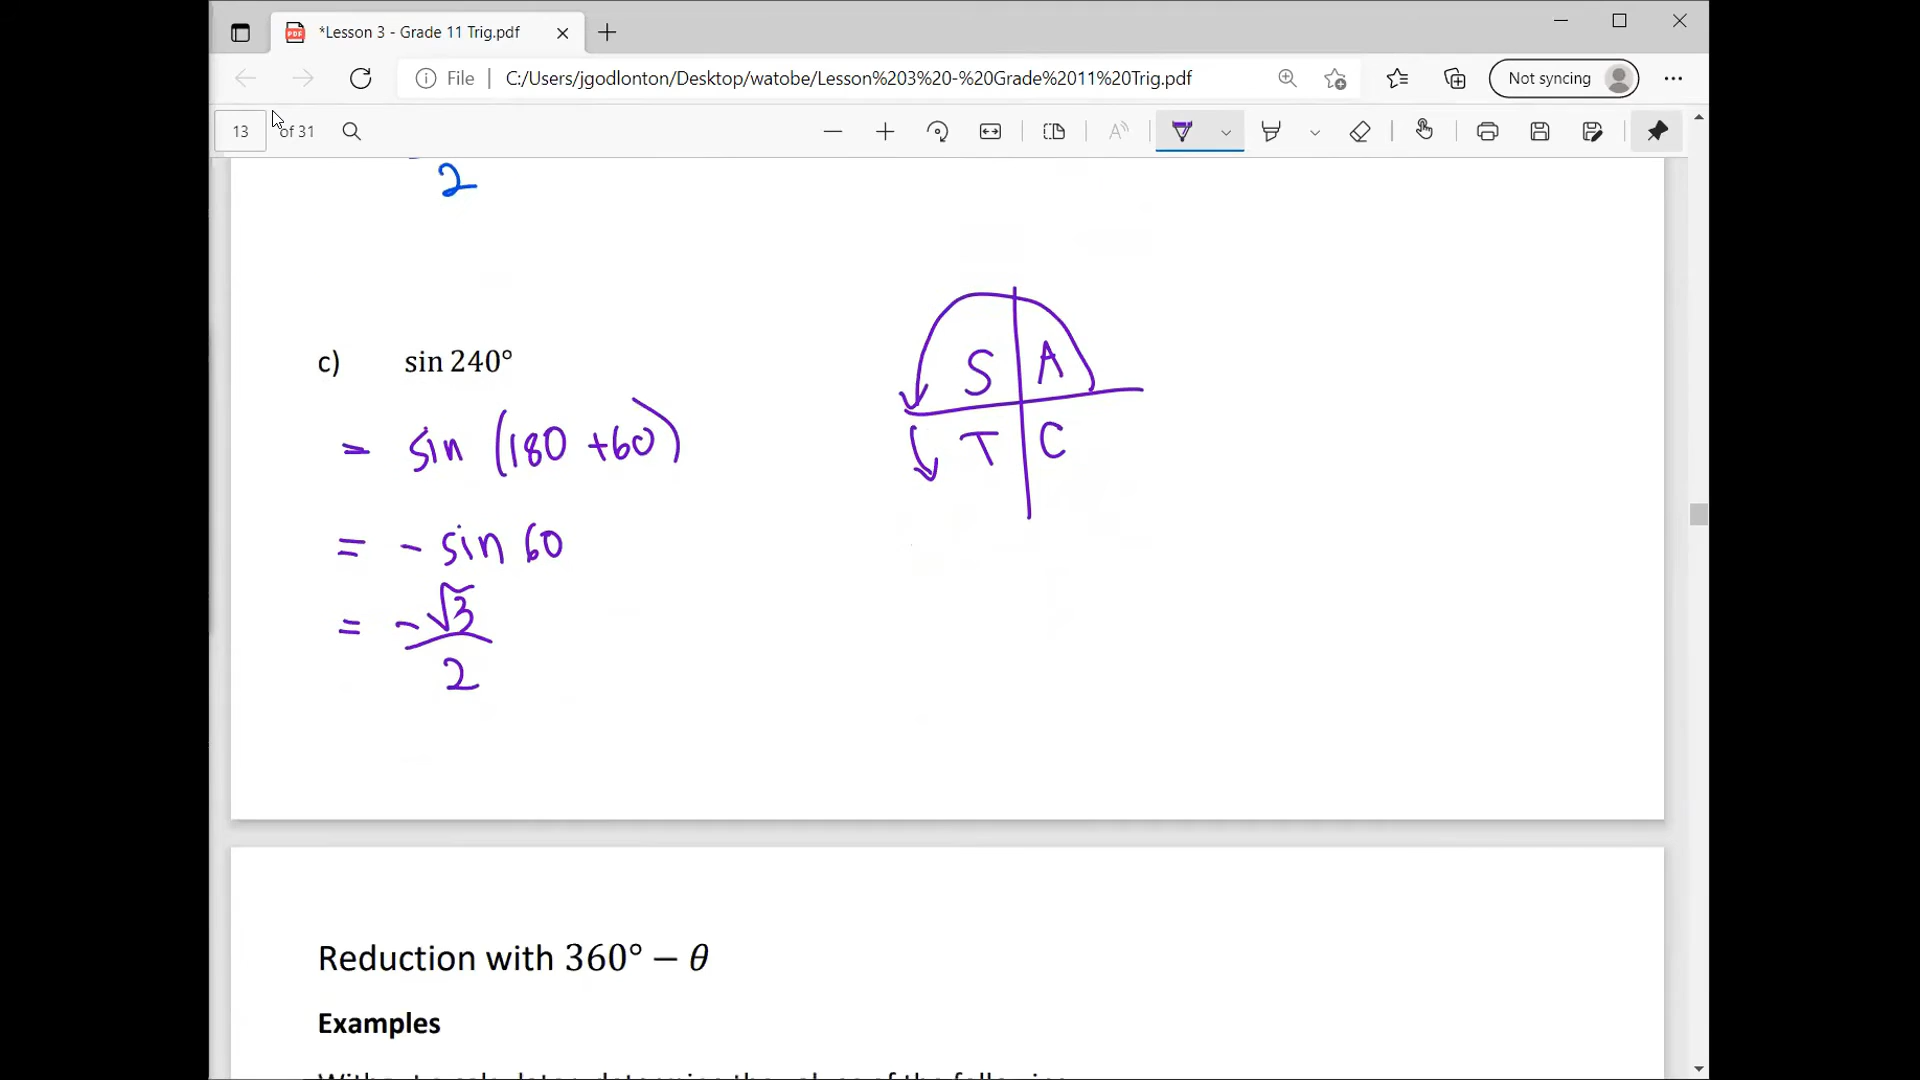 *Lesson 3 - Grade 11 Trig.pdf
File | C:/Users/jgodlonton/Desktop/watobe/Lesson%203%20-%20Grade%2011%20Trig.pdf
Not syncing
13 of 31
2
c) sin 240°
= sin (180 +60)
= - sin 60
= -√3/2
S A
T C
Reduction with 360° − θ
Examples